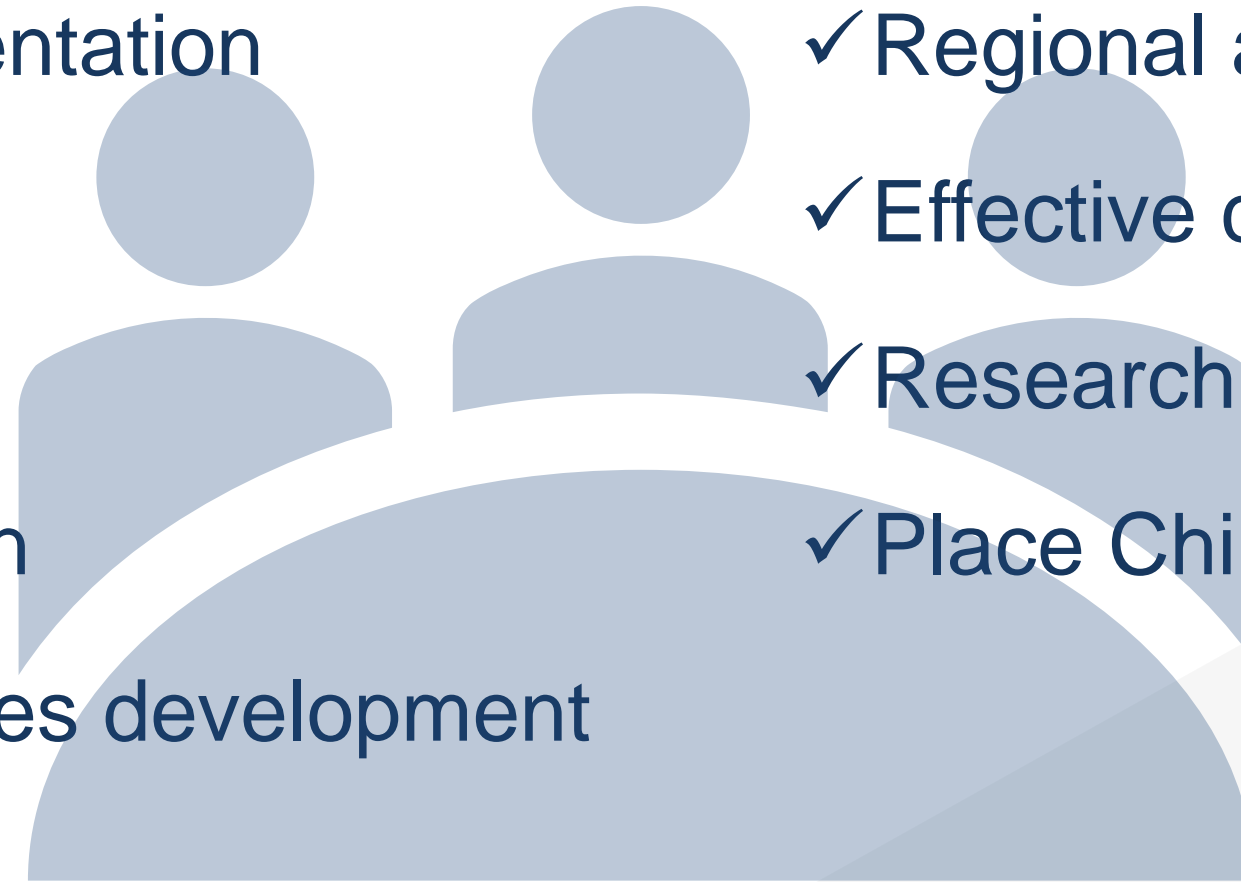 entation
n
es development
✓Regional a
✓Effective c
✓Research
✓Place Chi